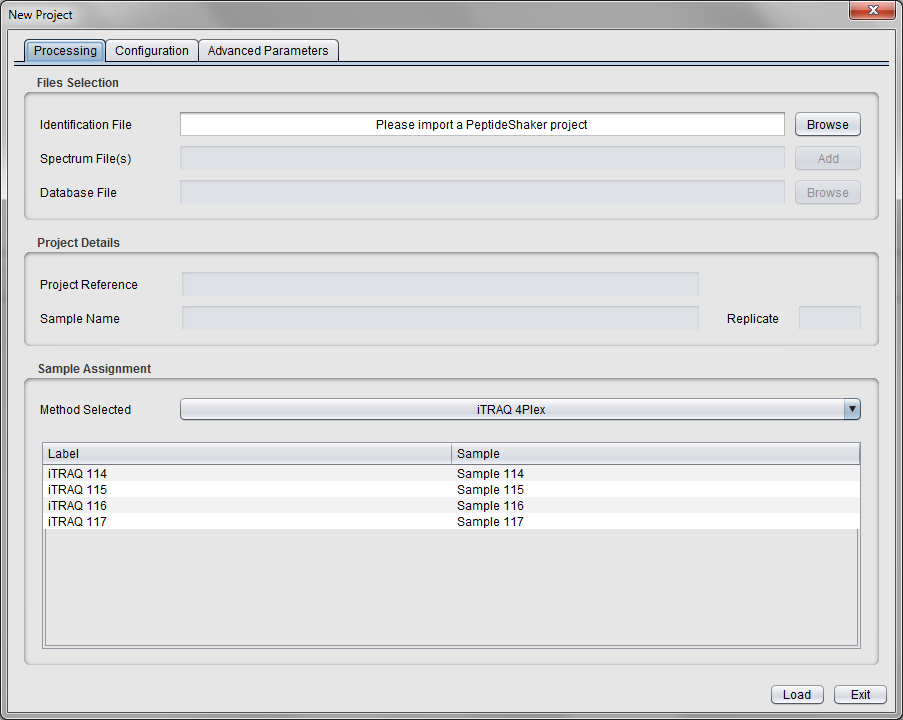 New Project
Processing Configuration Advanced Parameters
Files Selection
Identification File Please import a PeptideShaker project Browse
Spectrum File(s) Add
Database File Browse
Project Details
Project Reference
Sample Name Replicate
Sample Assignment
Method Selected iTRAQ 4Plex
Label Sample
iTRAQ 114 Sample 114
iTRAQ 115 Sample 115
iTRAQ 116 Sample 116
iTRAQ 117 Sample 117
Load Exit